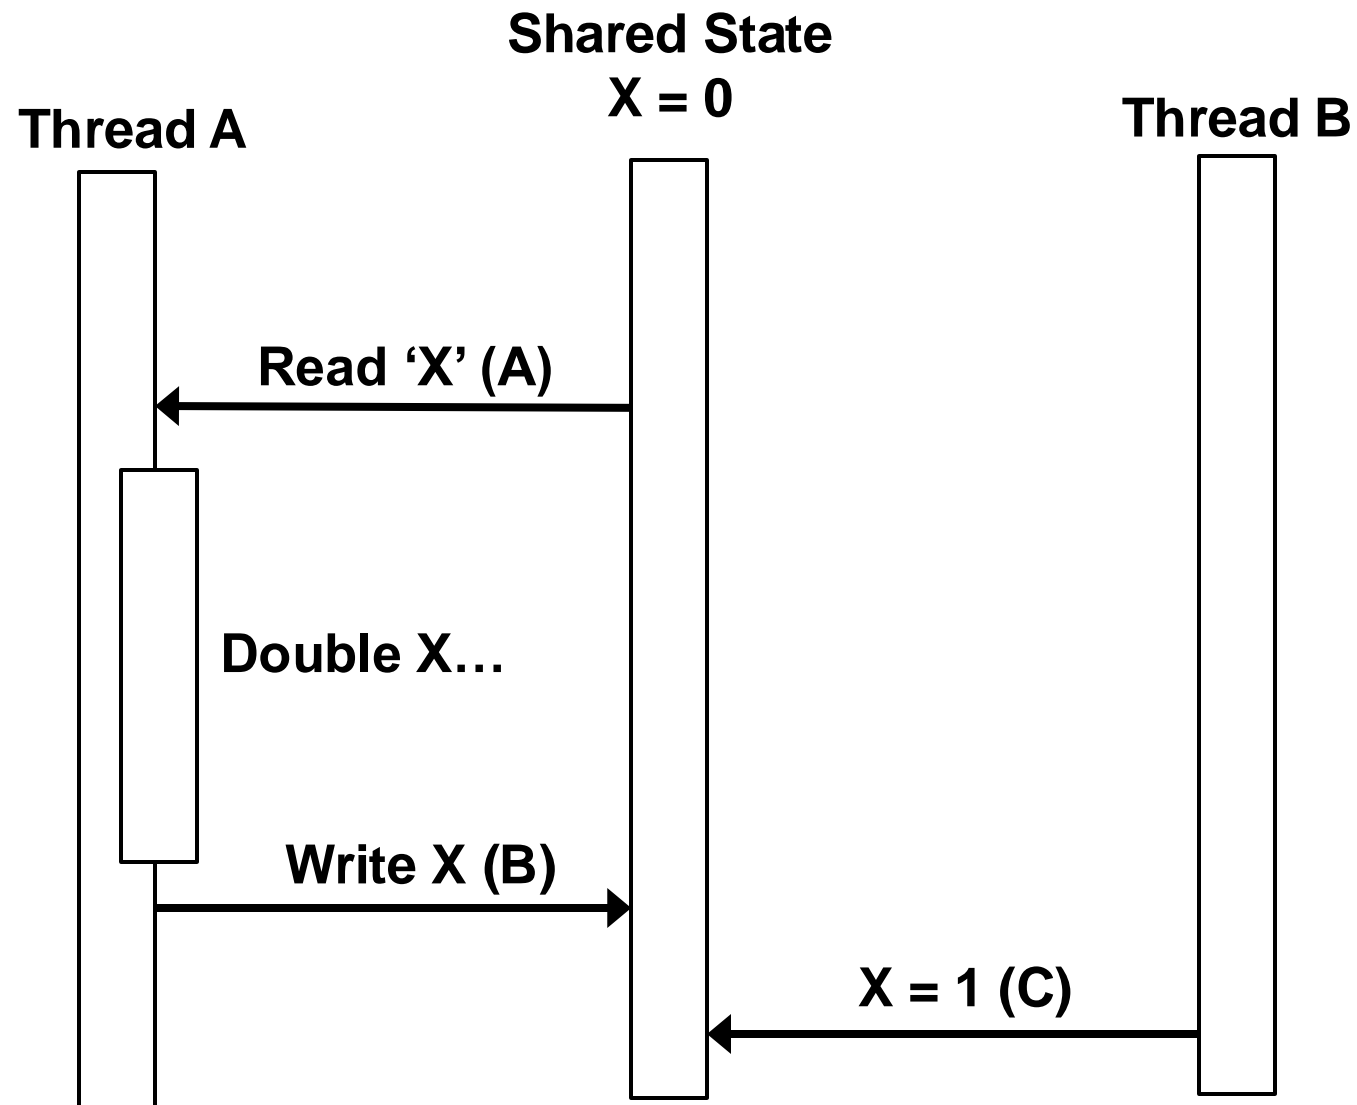 Shared State
X = 0
Thread A
Thread B
Read ‘X’ (A)
Double X…
Write X (B)
X = 1 (C)